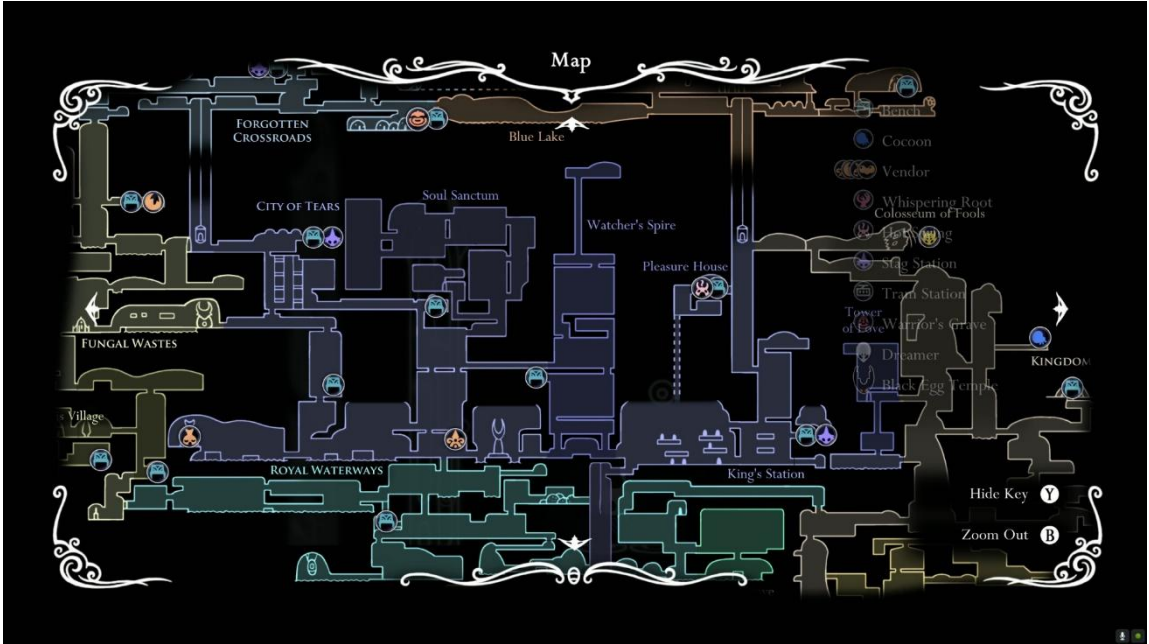 Map
FORGOTTEN
CROSSROADS
Blue Lake
Bench
Cocoon
Vendor
Whispering Root
Colosseum of Fools
Hot Spring
Stag Station
Tram Station
Warrior's Grave
Dreamer
Black Egg Temple
CITY OF TEARS
Soul Sanctum
Watcher's Spire
Pleasure House
Tower
of Love
FUNGAL WASTES
KINGDOM
Village
ROYAL WATERWAYS
King's Station
Hide Key Y
Zoom Out B